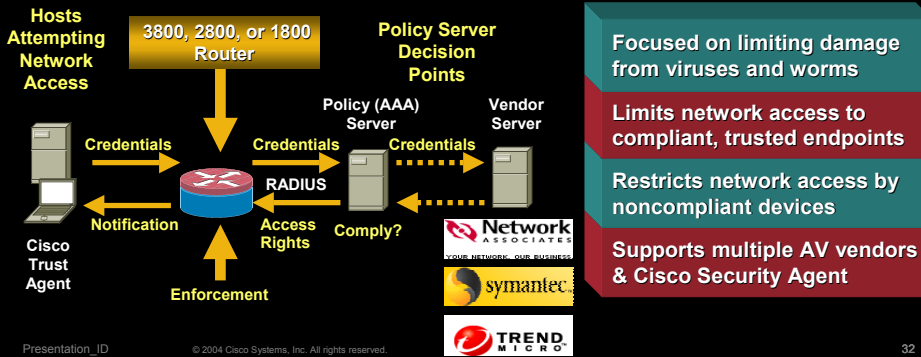 Hosts
Attempting
Network
Access
3800, 2800, or 1800
Router
Policy Server
Decision
Points
Policy (AAA)
Server
Vendor
Server
Credentials
Credentials
Credentials
RADIUS
Notification
Access
Rights
Comply?
Cisco
Trust
Agent
Enforcement
Network
ASSOCIATES
YOUR NETWORK. OUR BUSINESS.
symantec.
TREND
MICRO
Focused on limiting damage
from viruses and worms
Limits network access to
compliant, trusted endpoints
Restricts network access by
noncompliant devices
Supports multiple AV vendors
& Cisco Security Agent
Presentation_ID
© 2004 Cisco Systems, Inc. All rights reserved.
32